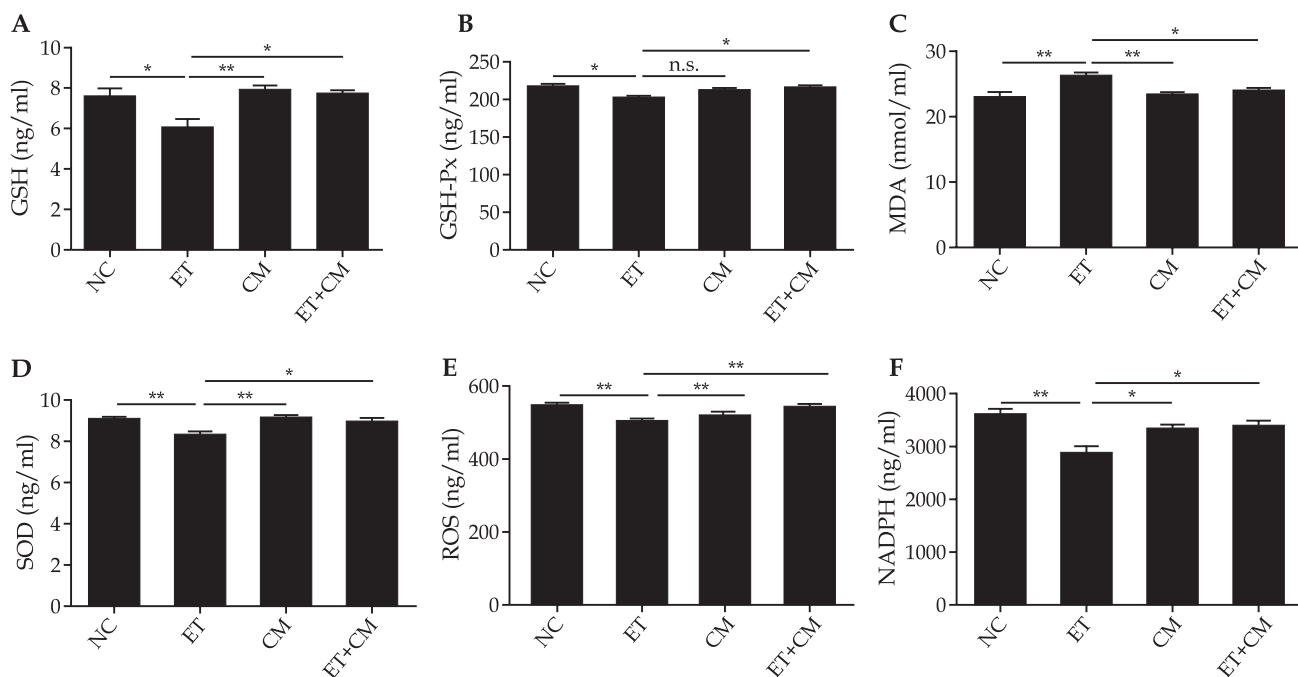 A
GSH (ng/ml)
10
8
6
4
2
0
*
*
**
NC
ET
CM
ET+CM
B
GSH-Px (ng/ml)
250
200
150
100
50
0
*
*
n.s.
NC
ET
CM
ET+CM
C
MDA (nmol/ml)
30
20
10
0
*
**
**
NC
ET
CM
ET+CM
D
SOD (ng/ml)
10
8
6
4
2
0
*
**
**
NC
ET
CM
ET+CM
E
ROS (ng/ml)
600
400
200
0
**
**
**
NC
ET
CM
ET+CM
F
NADPH (ng/ml)
4000
3000
2000
1000
0
*
**
*
NC
ET
CM
ET+CM